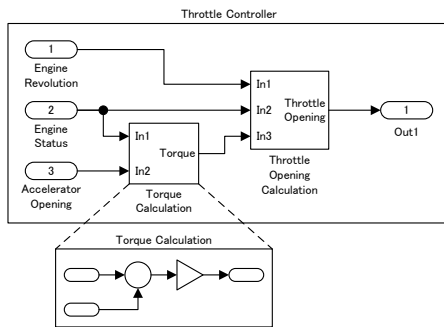 Throttle Controller
1
Engine
Revolution
2
Engine
Status
3
Accelerator
Opening
In1
In2
Torque
Torque
Calculation
In1
In2
In3
Throttle
Opening
Throttle
Opening
Calculation
1
Out1
Torque Calculation